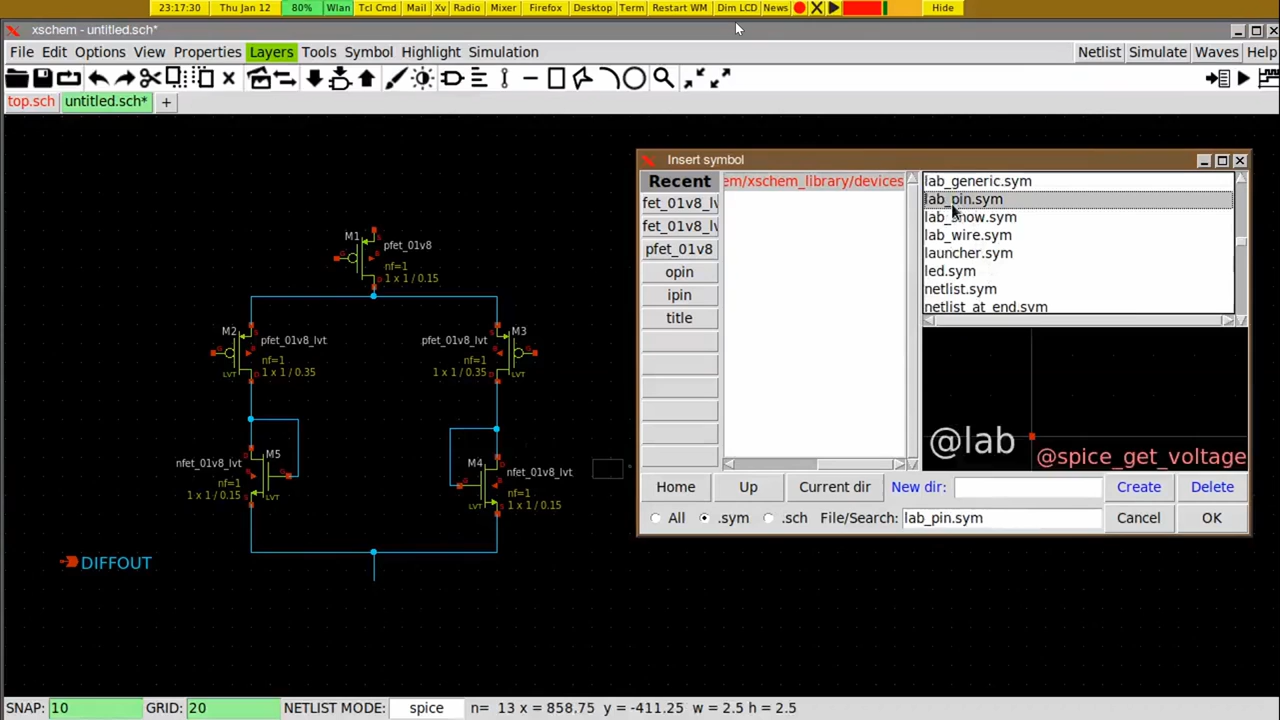 23:17:30 Thu Jan 12 80% Wlan Tcl Cmd Mail Xv Radio Mixer Firefox Desktop Term Restart WM Dim LCD News Hide
xschem - untitled.sch*
File Edit Options View Properties Layers Tools Symbol Highlight Simulation Netlist Simulate Waves Help
top.sch untitled.sch* +
Insert symbol
Recent
fet_01v8_lv
fet_01v8_lv
pfet_01v8
opin
ipin
title
em/xschem_library/devices
lab_generic.sym
lab_pin.sym
lab_show.sym
lab_wire.sym
launcher.sym
led.sym
netlist.sym
netlist_at_end.sym
@lab
@spice_get_voltage
Home Up Current dir New dir: Create Delete
All .sym .sch File/Search: lab_pin.sym Cancel OK
M1
pfet_01v8
nf=1
1 x 1 / 0.15
M2
pfet_01v8_lvt
nf=1
1 x 1 / 0.35
LVT
M3
pfet_01v8_lvt
nf=1
1 x 1 / 0.35
LVT
M5
nfet_01v8_lvt
nf=1
1 x 1 / 0.15
LVT
M4
nfet_01v8_lvt
nf=1
1 x 1 / 0.15
LVT
DIFFOUT
SNAP: 10 GRID: 20 NETLIST MODE: spice n= 13 x = 858.75 y = -411.25 w = 2.5 h = 2.5